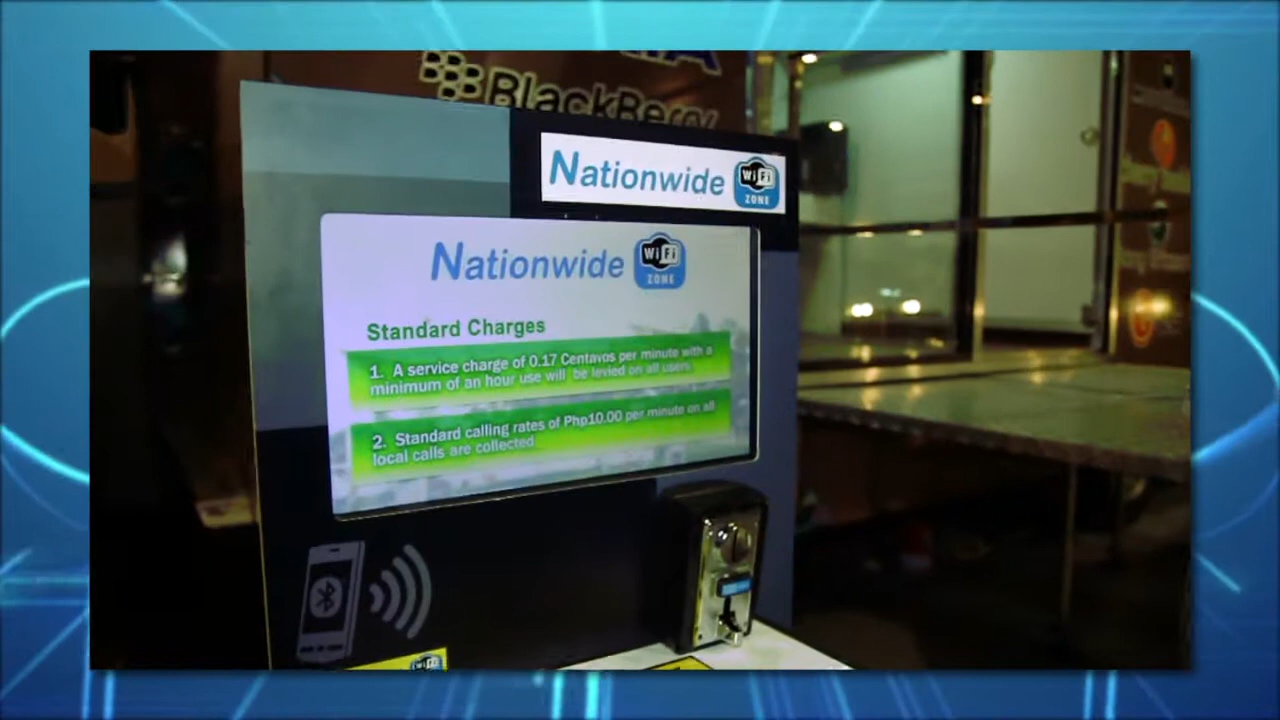 BlackBerry
Nationwide
WiFi
ZONE
Nationwide
WiFi
ZONE
Standard Charges
1. A service charge of 0.17 Centavos per minute with a
minimum of an hour use will be levied on all users
2. Standard calling rates of Php10.00 per minute on all
local calls are collected
WiFi